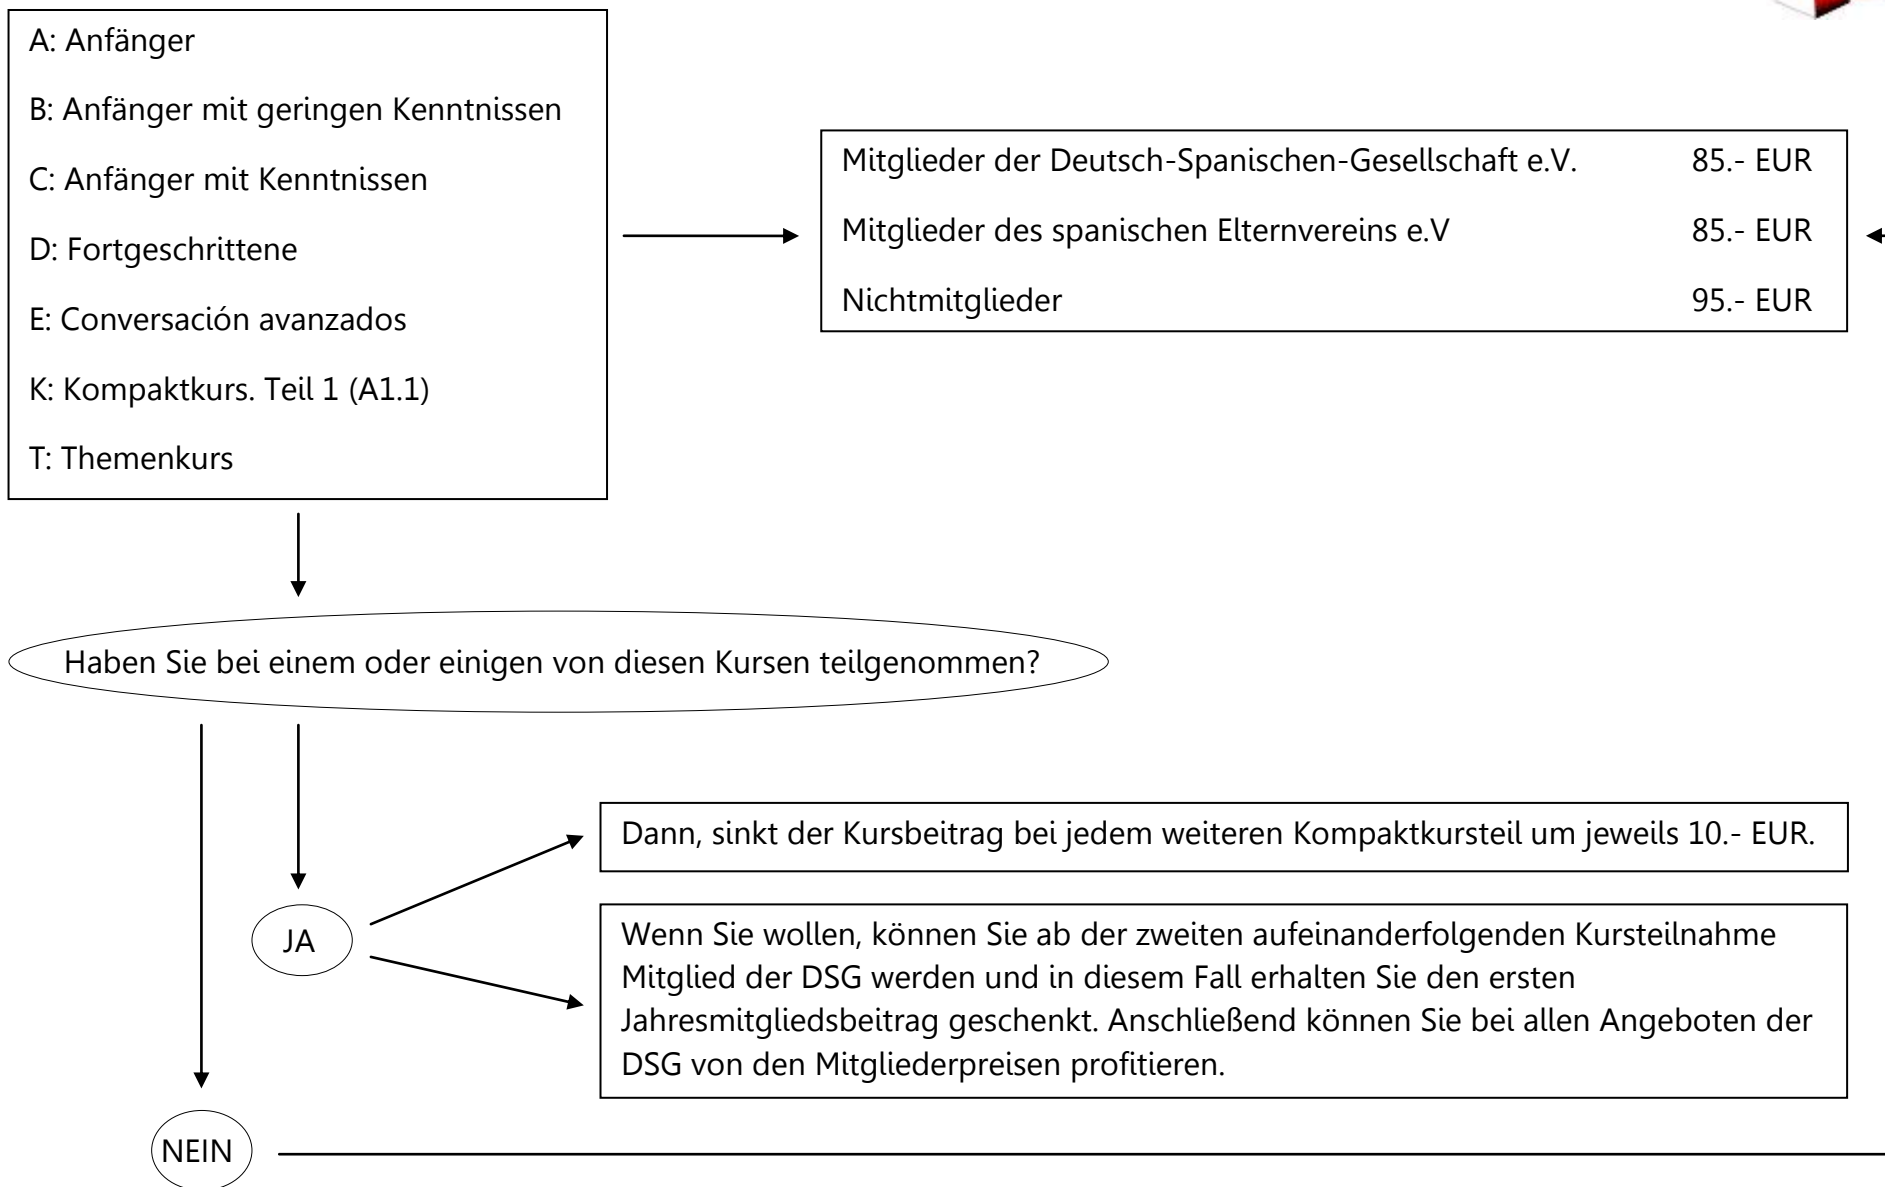 A: Anfänger
B: Anfänger mit geringen Kenntnissen
C: Anfänger mit Kenntnissen
D: Fortgeschrittene
E: Conversación avanzados
K: Kompaktkurs. Teil 1 (A1.1)
T: Themenkurs
Mitglieder der Deutsch-Spanischen-Gesellschaft e.V. 85.- EUR
Mitglieder des spanischen Elternvereins e.V 85.- EUR
Nichtmitglieder 95.- EUR
Haben Sie bei einem oder einigen von diesen Kursen teilgenommen?
Dann, sinkt der Kursbeitrag bei jedem weiteren Kompaktkursteil um jeweils 10.- EUR.
JA
Wenn Sie wollen, können Sie ab der zweiten aufeinanderfolgenden Kursteilnahme
Mitglied der DSG werden und in diesem Fall erhalten Sie den ersten
Jahresmitgliedsbeitrag geschenkt. Anschließend können Sie bei allen Angeboten der
DSG von den Mitgliederpreisen profitieren.
NEIN